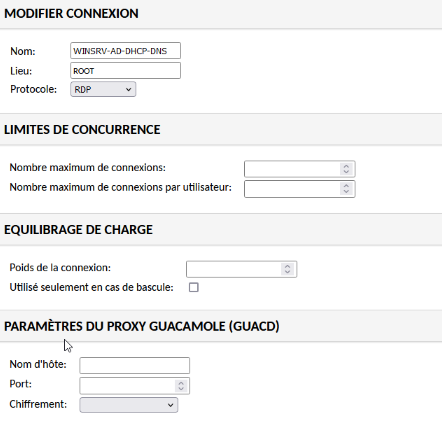 MODIFIER CONNEXION
Nom: WINSRV-AD-DHCP-DNS
Lieu: ROOT
Protocole: RDP
LIMITES DE CONCURRENCE
Nombre maximum de connexions:
Nombre maximum de connexions par utilisateur:
EQUILIBRAGE DE CHARGE
Poids de la connexion:
Utilisé seulement en cas de bascule:
PARAMÈTRES DU PROXY GUACAMOLE (GUACD)
Nom d'hôte:
Port:
Chiffrement: